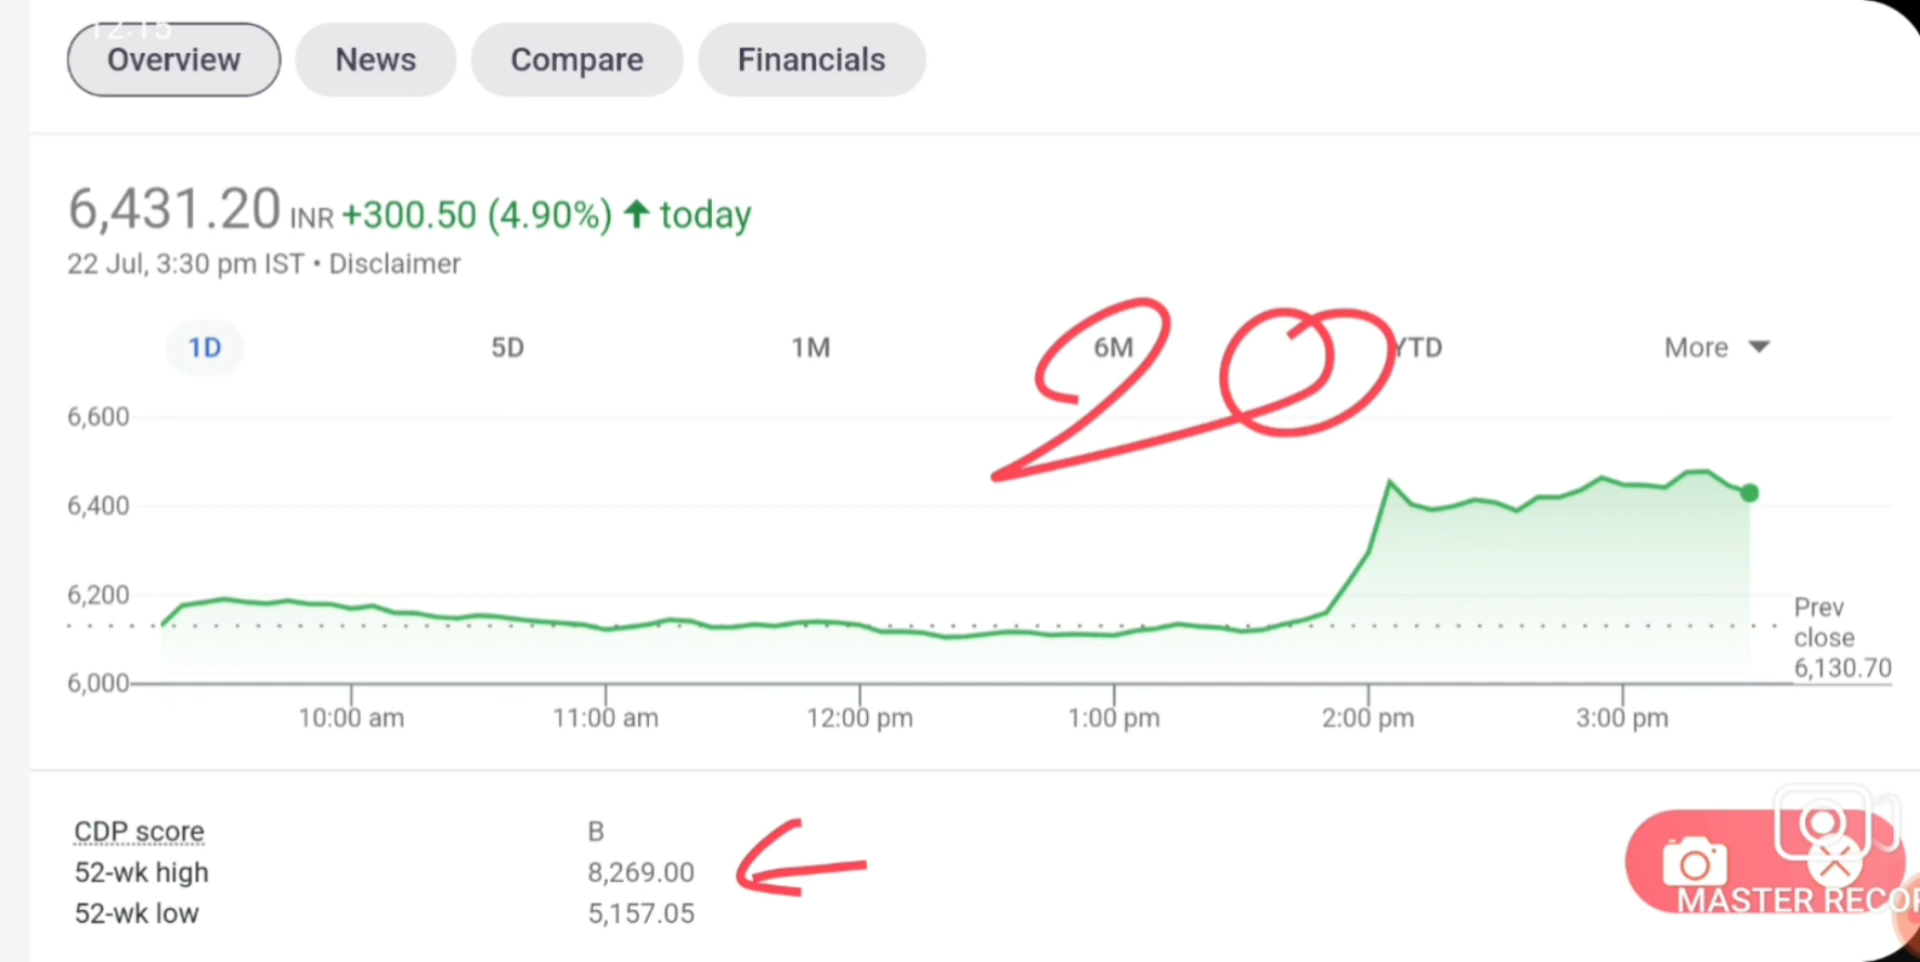 12:15
Overview News Compare Financials
6,431.20 INR +300.50 (4.90%) ↑ today
22 Jul, 3:30 pm IST • Disclaimer
1D 5D 1M 6M YTD More
20
6,600
6,400
6,200
6,000
Prev
close
6,130.70
10:00 am 11:00 am 12:00 pm 1:00 pm 2:00 pm 3:00 pm
CDP score B
52-wk high 8,269.00
52-wk low 5,157.05
MASTER RECOR